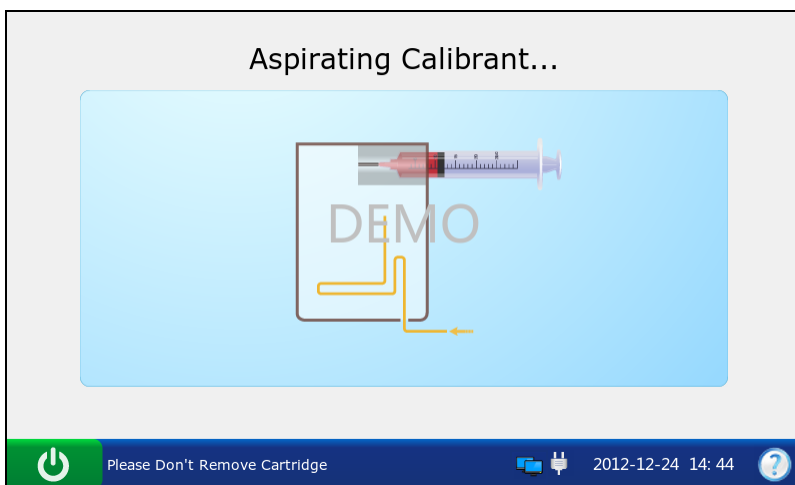 Aspirating Calibrant...
DEMO
Please Don't Remove Cartridge
2012-12-24 14: 44
?